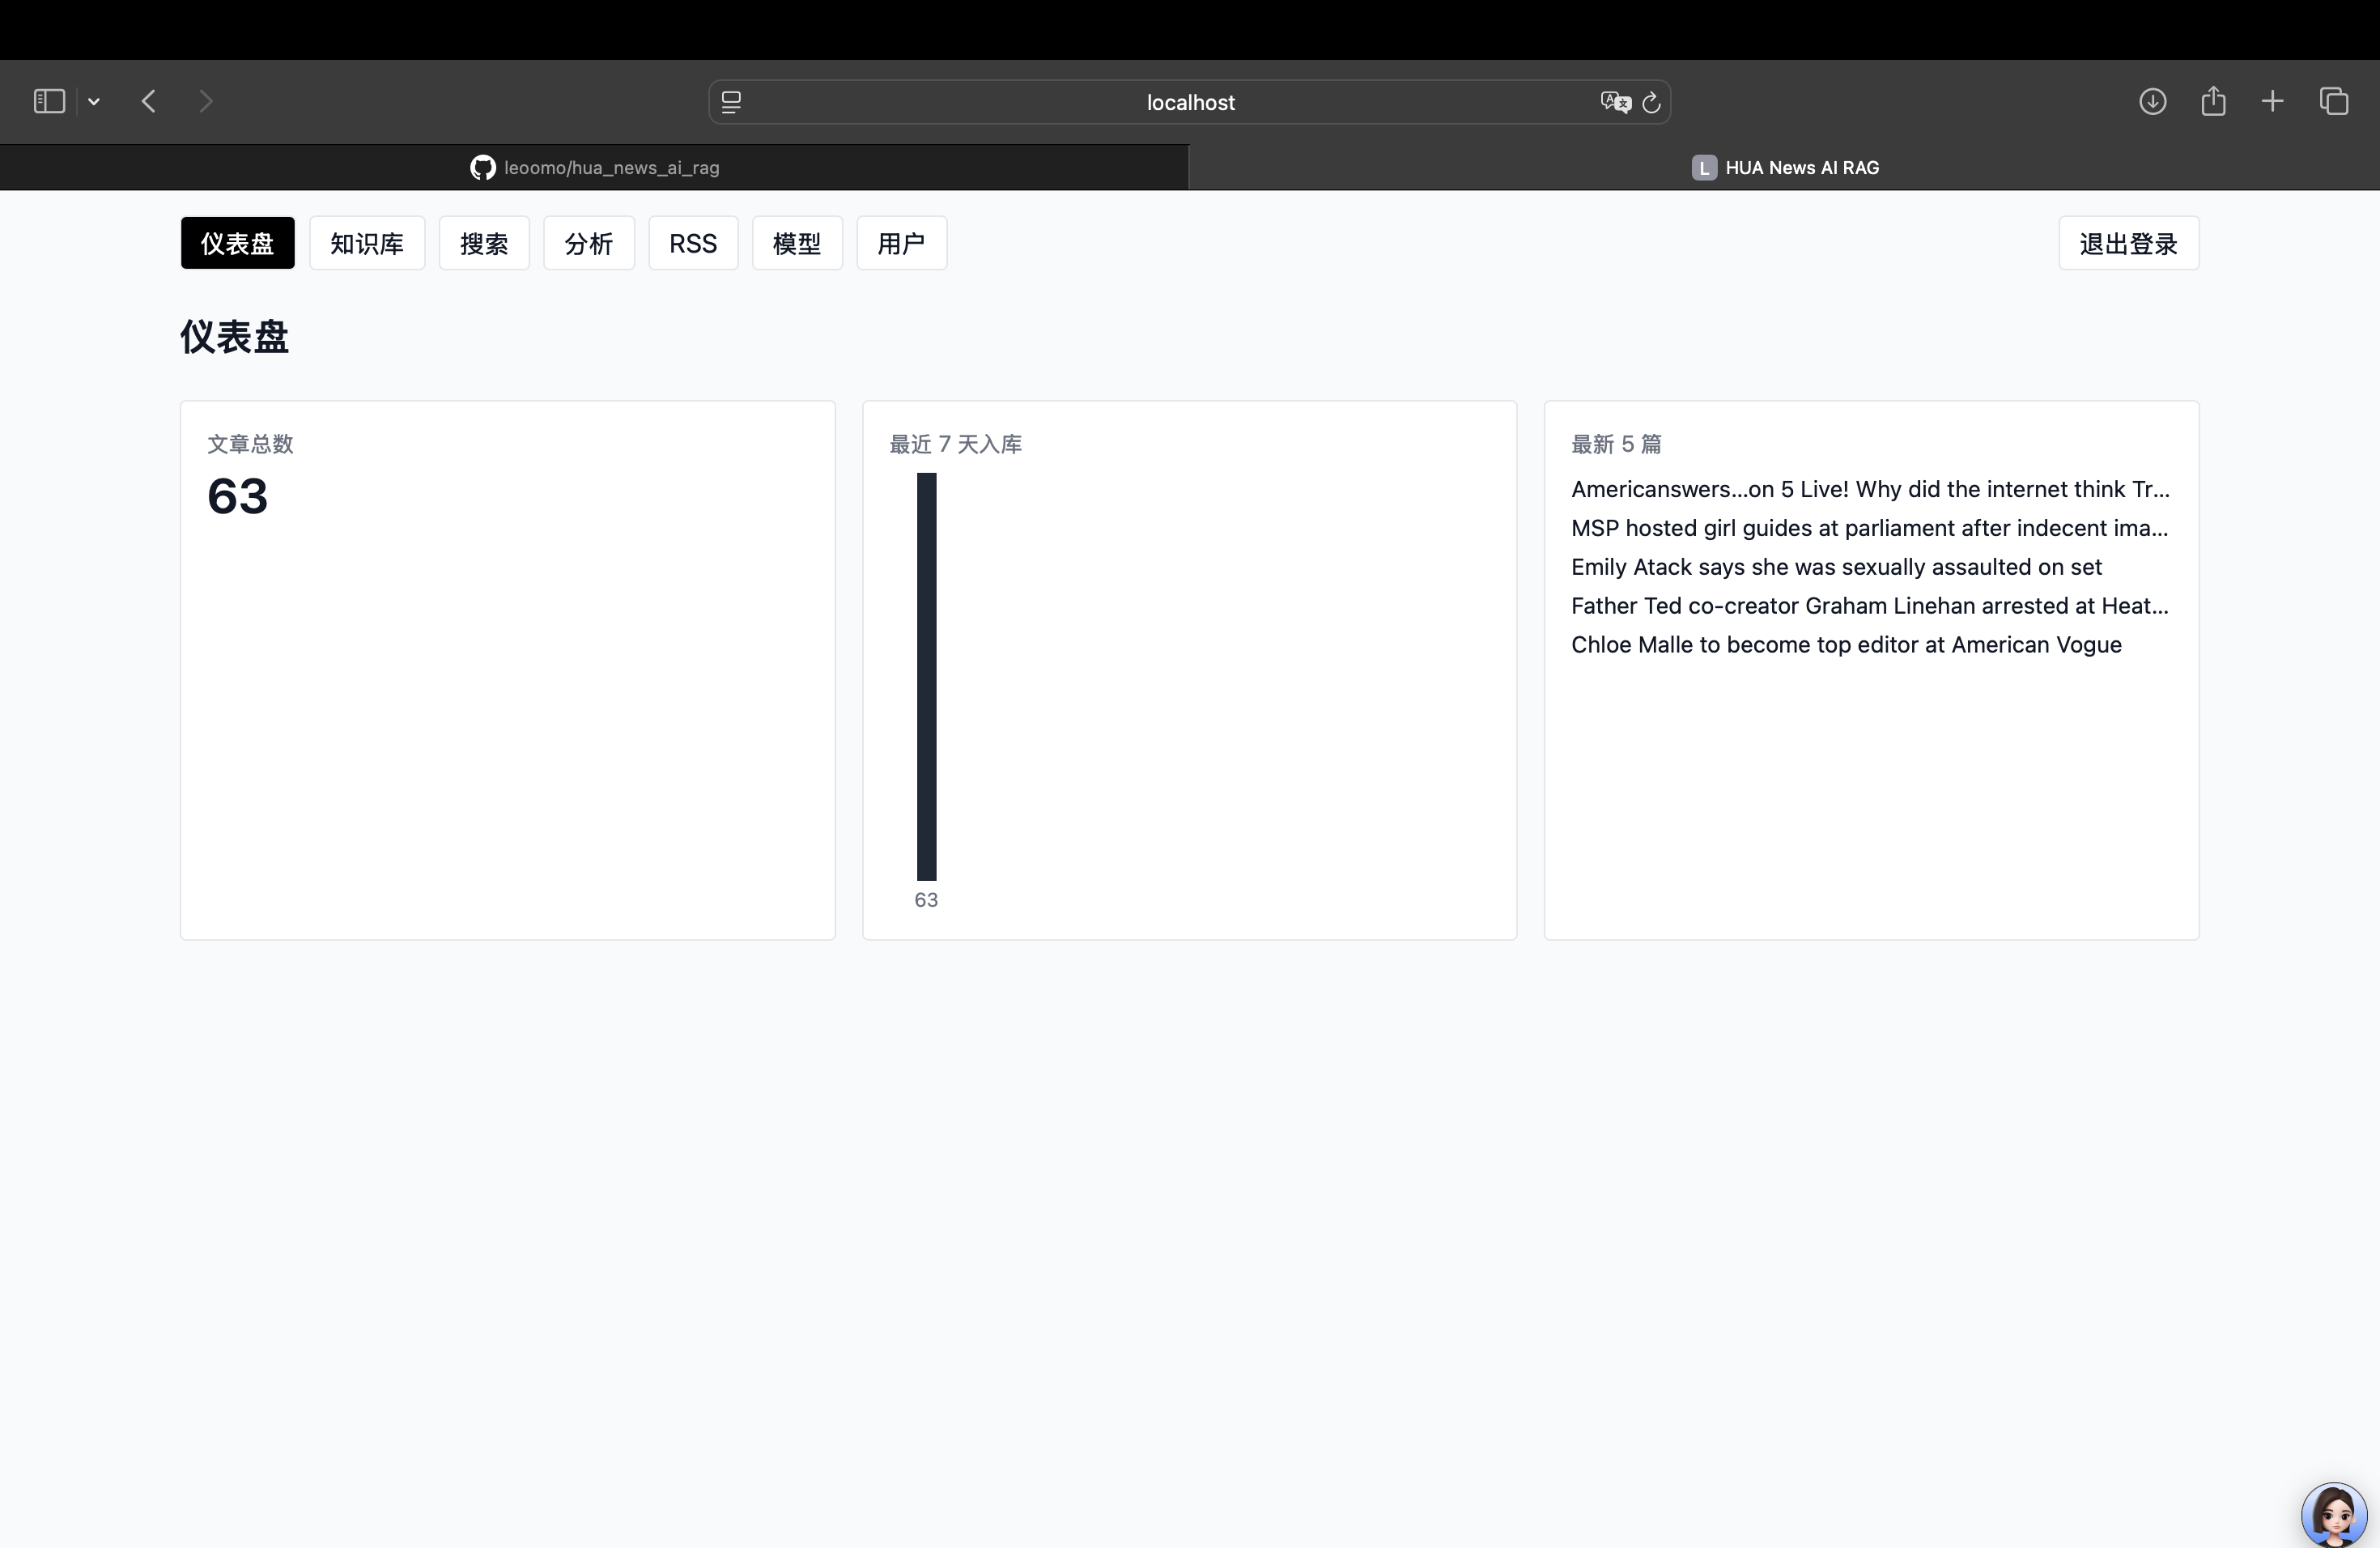 localhost
leoomo/hua_news_ai_rag
L HUA News AI RAG
仪表盘 知识库 搜索 分析 RSS 模型 用户 退出登录
仪表盘
文章总数
63
最近 7 天入库
63
最新 5 篇
Americanswers...on 5 Live! Why did the internet think Tr...
MSP hosted girl guides at parliament after indecent ima...
Emily Atack says she was sexually assaulted on set
Father Ted co-creator Graham Linehan arrested at Heat...
Chloe Malle to become top editor at American Vogue